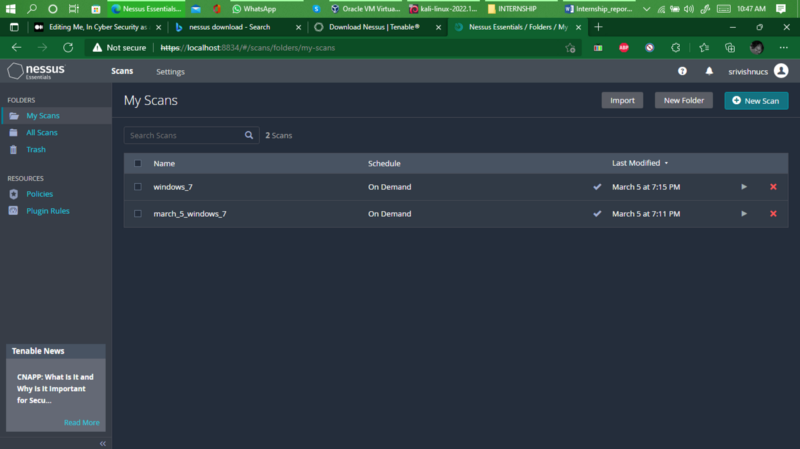 Nessus Essentials...
WhatsApp
Oracle VM Virtua...
kali-linux-2022.1...
INTERNSHIP
Internship_repor...
10:47 AM
Editing Me, In Cyber Security as
nessus download - Search
Download Nessus | Tenable®
Nessus Essentials / Folders / My
Not secure
https://localhost:8834/#/scans/folders/my-scans
ABP
nessus
Essentials
Scans
Settings
srivishnucs
FOLDERS
My Scans
All Scans
Trash
RESOURCES
Policies
Plugin Rules
My Scans
Import
New Folder
New Scan
Search Scans
2 Scans
Name
Schedule
Last Modified
windows_7
On Demand
March 5 at 7:15 PM
march_5_windows_7
On Demand
March 5 at 7:11 PM
Tenable News
CNAPP: What Is It and
Why Is It Important
for Secu...
Read More